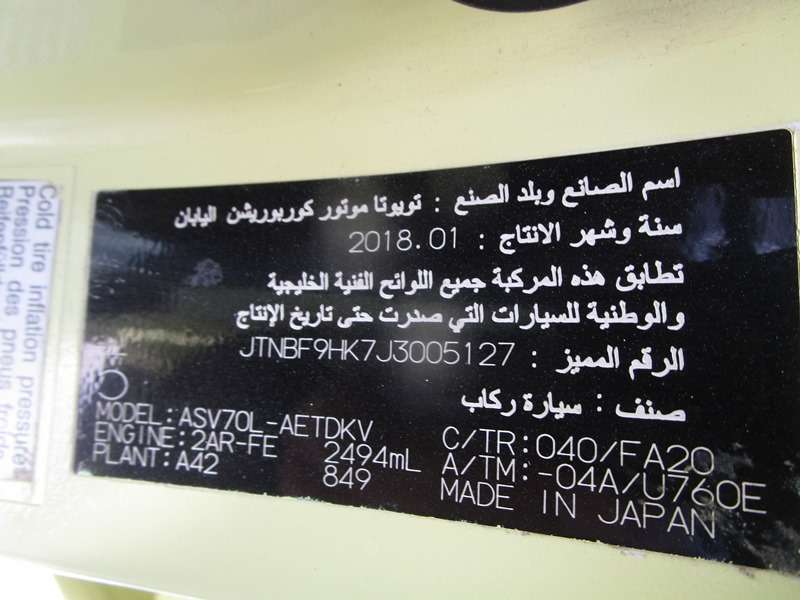 Cold tire inflation pressure
Pression des pneus froids
اسم الصانع وبلد الصنع : تويوتا موتور كوربوريشن اليابان
سنة وشهر الانتاج : 2018.01
تطابق هذه المركبة جميع اللوائح الفنية الخليجية
والوطنية للسيارات التي صدرت حتى تاريخ الإنتاج
الرقم المميز : JTNBF9HK7J3005127
صنف : سيارة ركاب
MODEL:ASV70L-AETDKV C/TR:040/FA20
ENGINE:2AR-FE 2494mL A/TM:-04A/U760E
PLANT:A42 849 MADE IN JAPAN